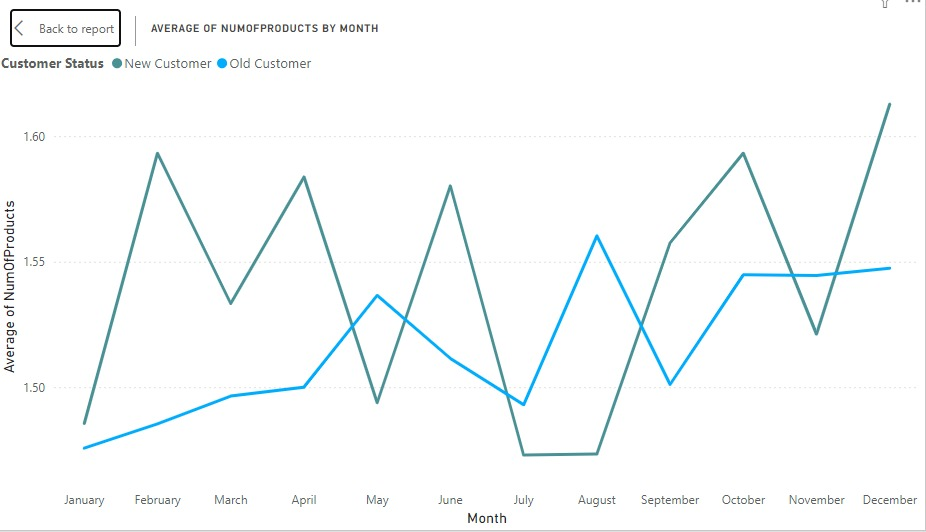 Back to report
AVERAGE OF NUMOFPRODUCTS BY MONTH
Customer Status New Customer Old Customer
1.60
1.55
1.50
Average of NumOfProducts
January February March April May June July August September October November December
Month